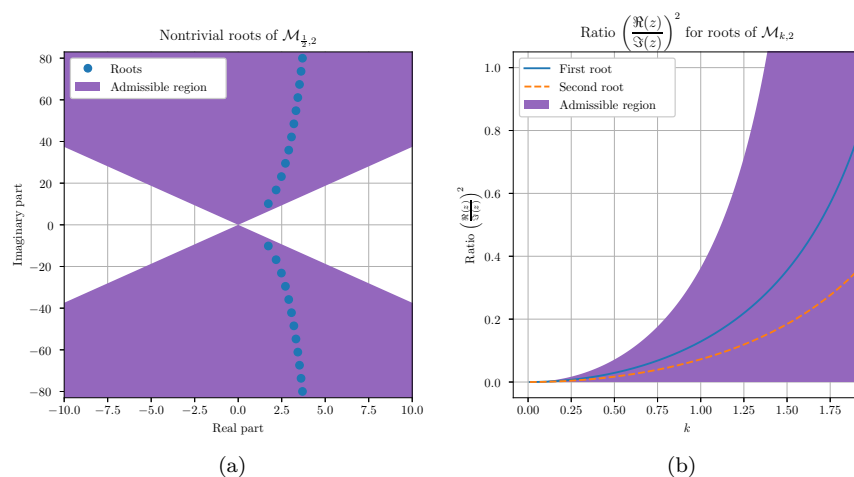 Nontrivial roots of $\mathcal{M}_{\frac{1}{2},2}$
Roots
Admissible region
80
60
40
20
0
−20
−40
−60
−80
Imaginary part
−10.0 −7.5 −5.0 −2.5 0.0 2.5 5.0 7.5 10.0
Real part
(a)
Ratio $\left(\frac{\Re(z)}{\Im(z)}\right)^2$ for roots of $\mathcal{M}_{k,2}$
First root
Second root
Admissible region
1.0
0.8
0.6
0.4
0.2
0.0
Ratio $\left(\frac{\Re(z)}{\Im(z)}\right)^2$
0.00 0.25 0.50 0.75 1.00 1.25 1.50 1.75
k
(b)